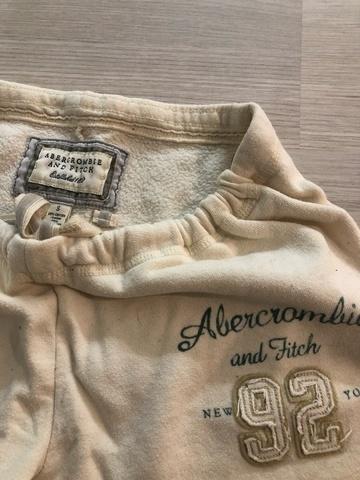 ABERCROMBIE
AND FITCH
S
Abercrombie
and Fitch
NEW YO
92